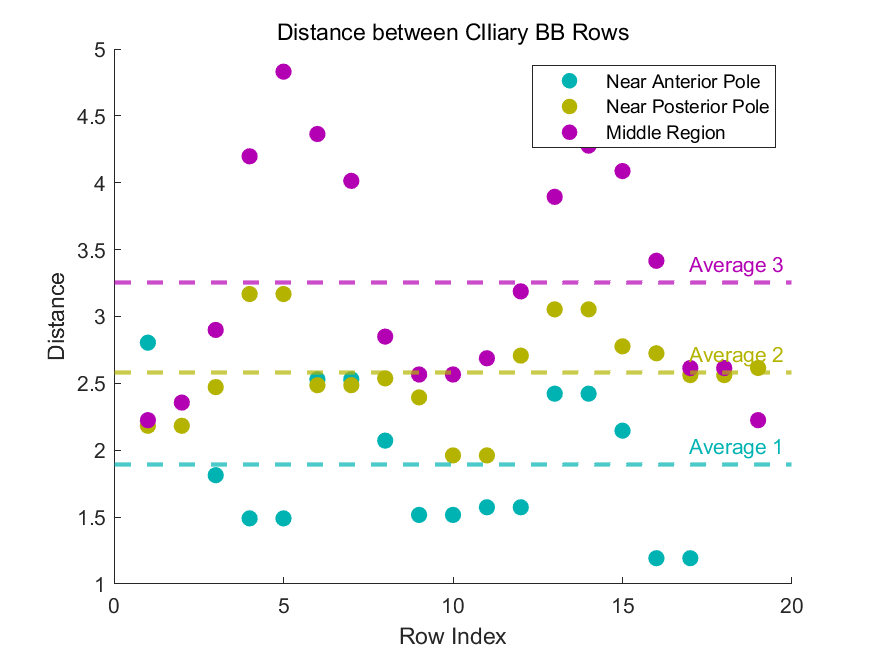 Distance between CIliary BB Rows
Near Anterior Pole
Near Posterior Pole
Middle Region
5
4.5
4
3.5
3
2.5
2
1.5
1
Distance
Average 3
Average 2
Average 1
0
5
10
15
20
Row Index